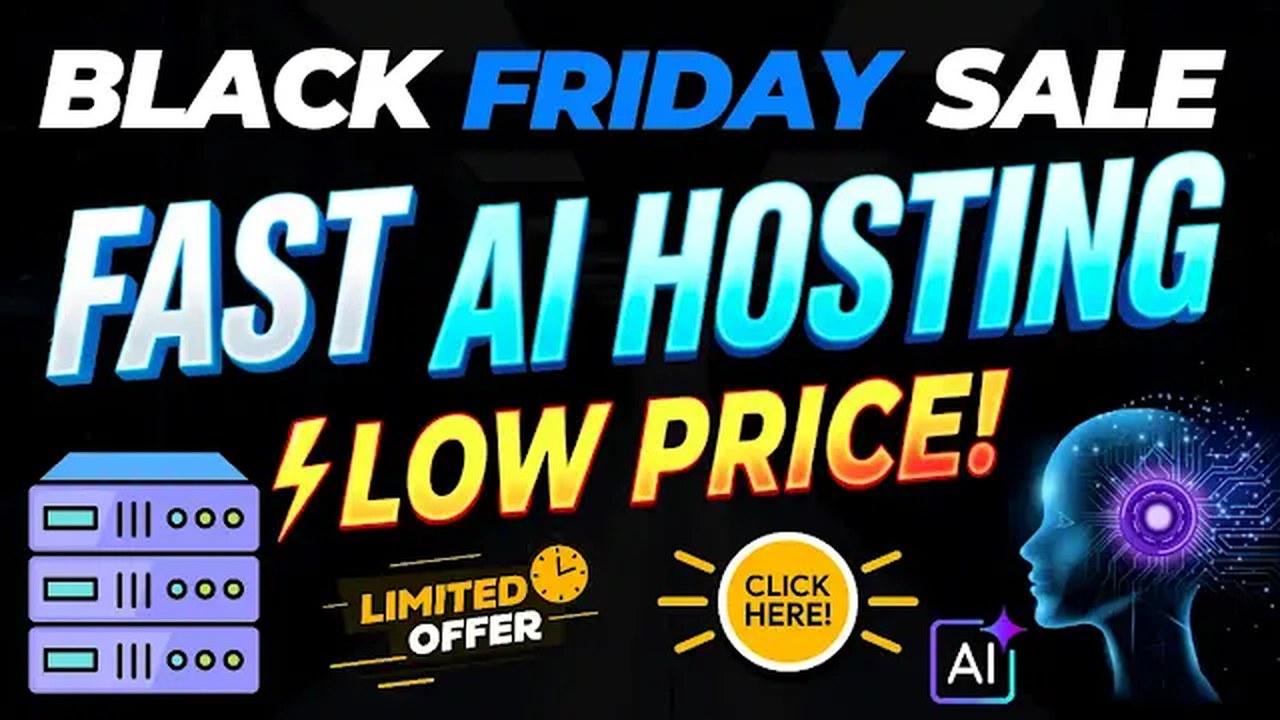 BLACK FRIDAY SALE
FAST AI HOSTING
LOW PRICE!
LIMITED
OFFER
CLICK
HERE!
AI